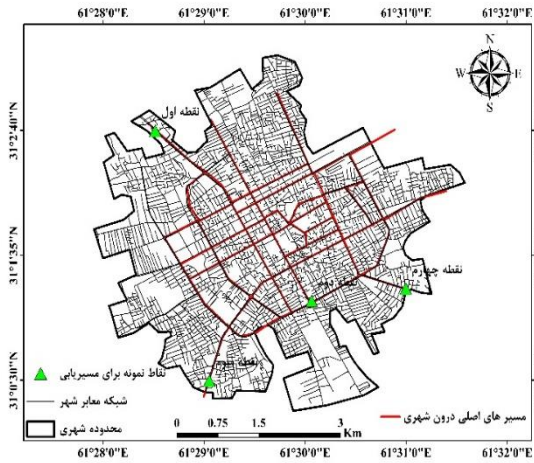 61°28'0"E 61°29'0"E 61°30'0"E 61°31'0"E 61°32'0"E
N
W E
S
31°2'40"N
31°1'35"N
31°0'30"N
نقطه اول
نقطه چهارم
نقطه دوم
نقطه
نقاط نمونه برای مسیریابی
شبکه معابر شهر
محدوده شهری
مسیر های اصلی درون شهری
0 0.75 1.5 3
Km
61°28'0"E 61°29'0"E 61°30'0"E 61°31'0"E 61°32'0"E